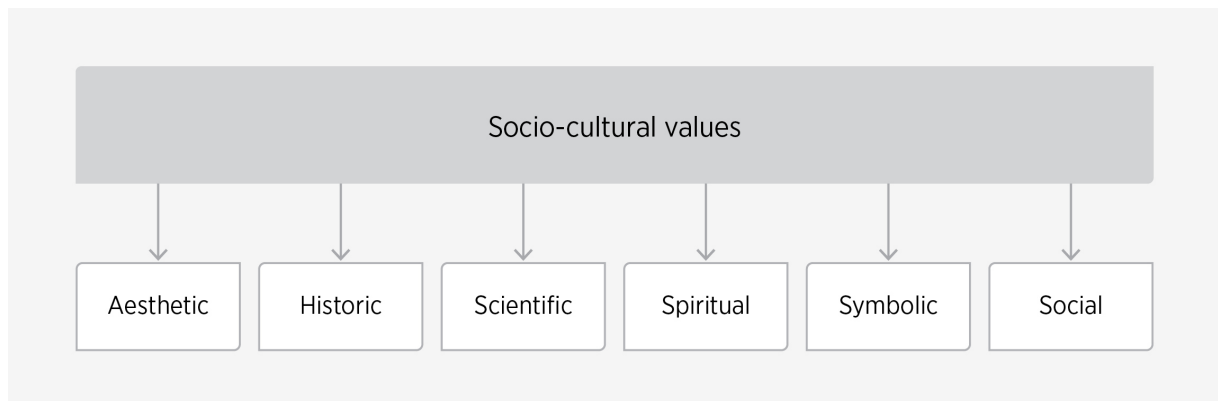 Socio-cultural values
Aesthetic
Historic
Scientific
Spiritual
Symbolic
Social